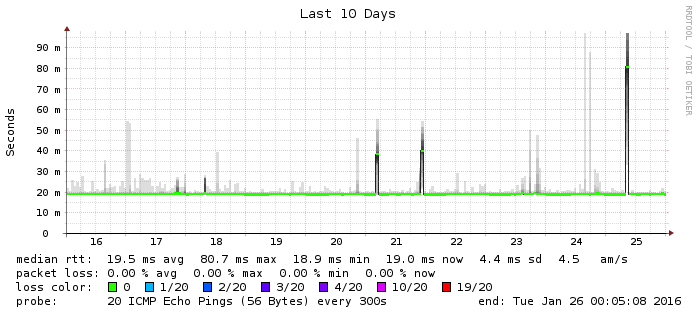 Last 10 Days
RRDTOOL / TOBI OETIKER
Seconds
90 m
80 m
70 m
60 m
50 m
40 m
30 m
20 m
10 m
0
16 17 18 19 20 21 22 23 24 25
median rtt: 19.5 ms avg 80.7 ms max 18.9 ms min 19.0 ms now 4.4 ms sd 4.5 am/s
packet loss: 0.00 % avg 0.00 % max 0.00 % min 0.00 % now
loss color: 0 1/20 2/20 3/20 4/20 10/20 19/20
probe: 20 ICMP Echo Pings (56 Bytes) every 300s end: Tue Jan 26 00:05:08 2016